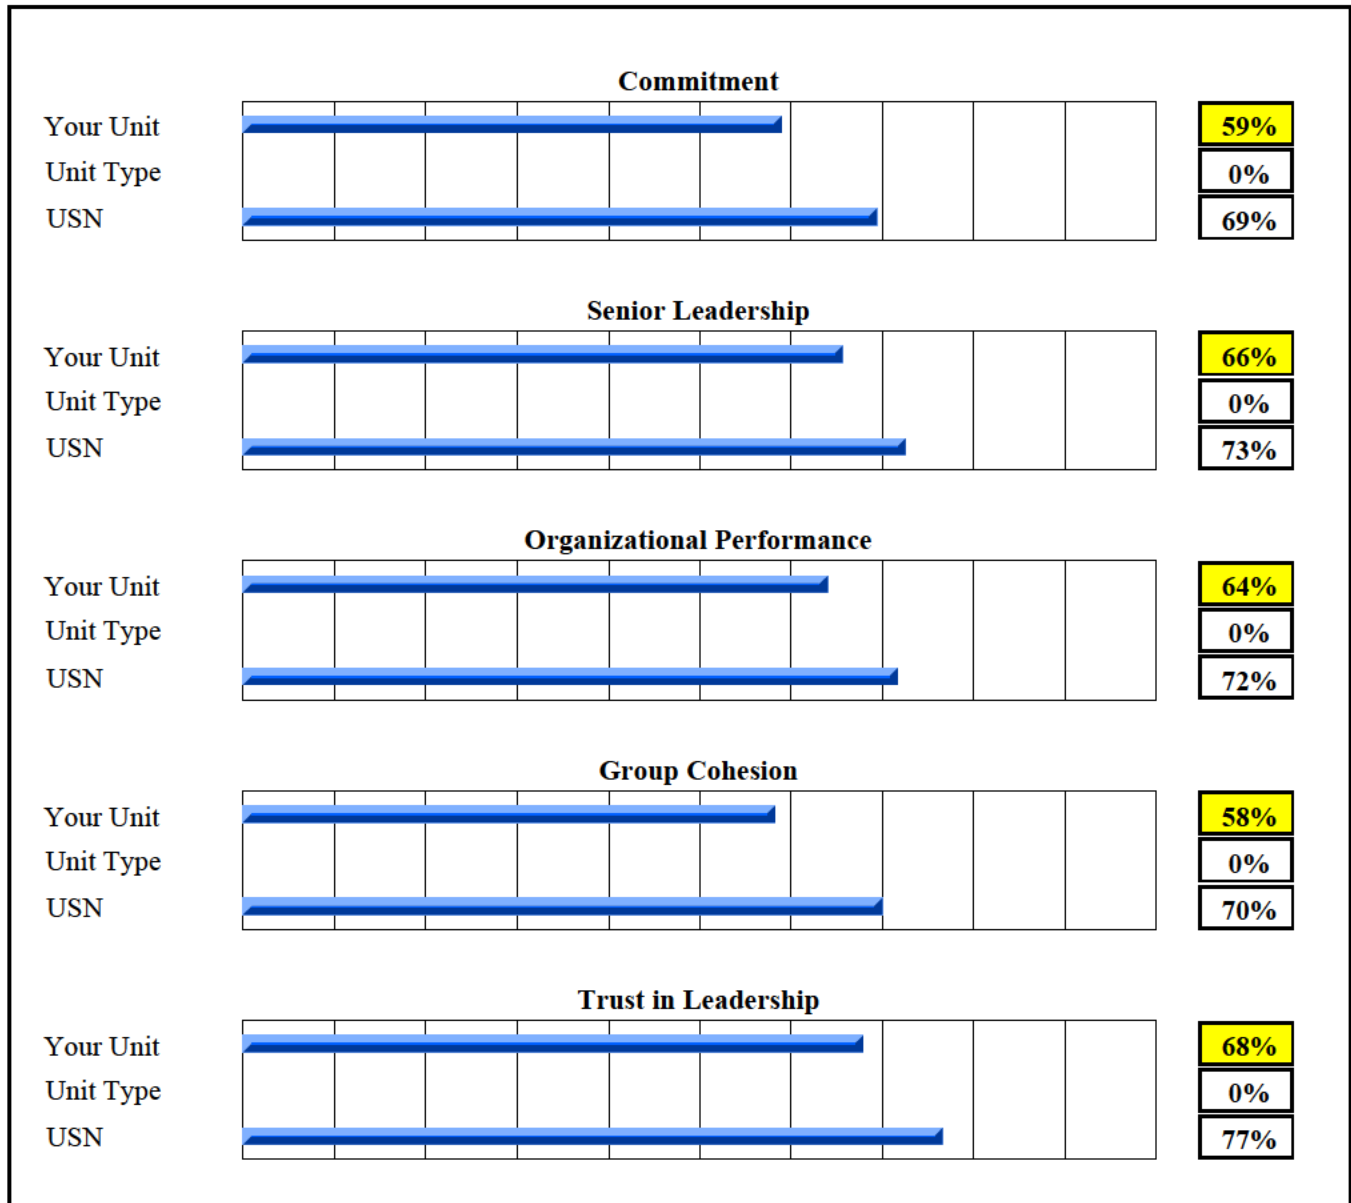 Commitment
Your Unit 59%
Unit Type 0%
USN 69%
Senior Leadership
Your Unit 66%
Unit Type 0%
USN 73%
Organizational Performance
Your Unit 64%
Unit Type 0%
USN 72%
Group Cohesion
Your Unit 58%
Unit Type 0%
USN 70%
Trust in Leadership
Your Unit 68%
Unit Type 0%
USN 77%